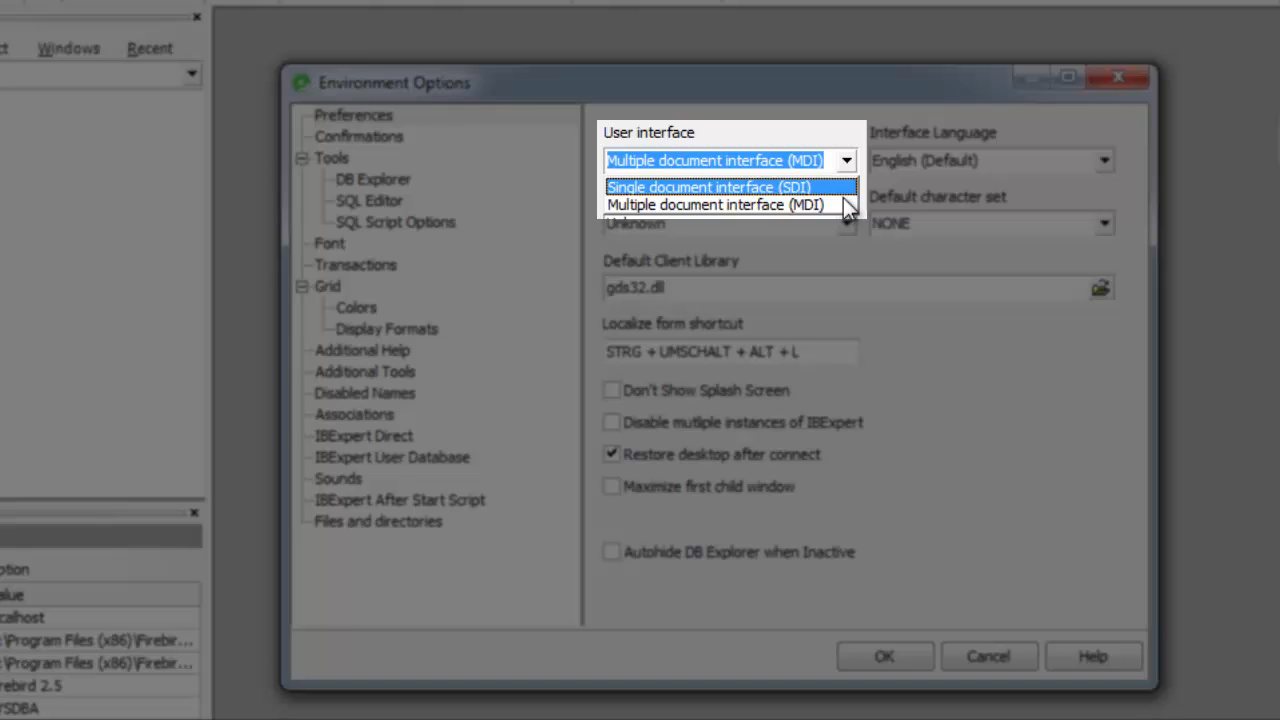 Windows Recent
Environment Options
Preferences
Confirmations
Tools
DB Explorer
SQL Editor
SQL Script Options
Font
Transactions
Grid
Colors
Display Formats
Additional Help
Additional Tools
Disabled Names
Associations
IBExpert Direct
IBExpert User Database
Sounds
IBExpert After Start Script
Files and directories
User interface
Multiple document interface (MDI)
Single document interface (SDI)
Multiple document interface (MDI)
Unknown
Interface Language
English (Default)
Default character set
NONE
Default Client Library
gds32.dll
Localize form shortcut
STRG + UMSCHALT + ALT + L
Don't Show Splash Screen
Disable mutliple instances of IBExpert
Restore desktop after connect
Maximize first child window
Autohide DB Explorer when Inactive
OK Cancel Help
ption
alue
calhost
:\Program Files (x86)\Firebir...
:\Program Files (x86)\Firebir...
irebird 2.5
YSDBA